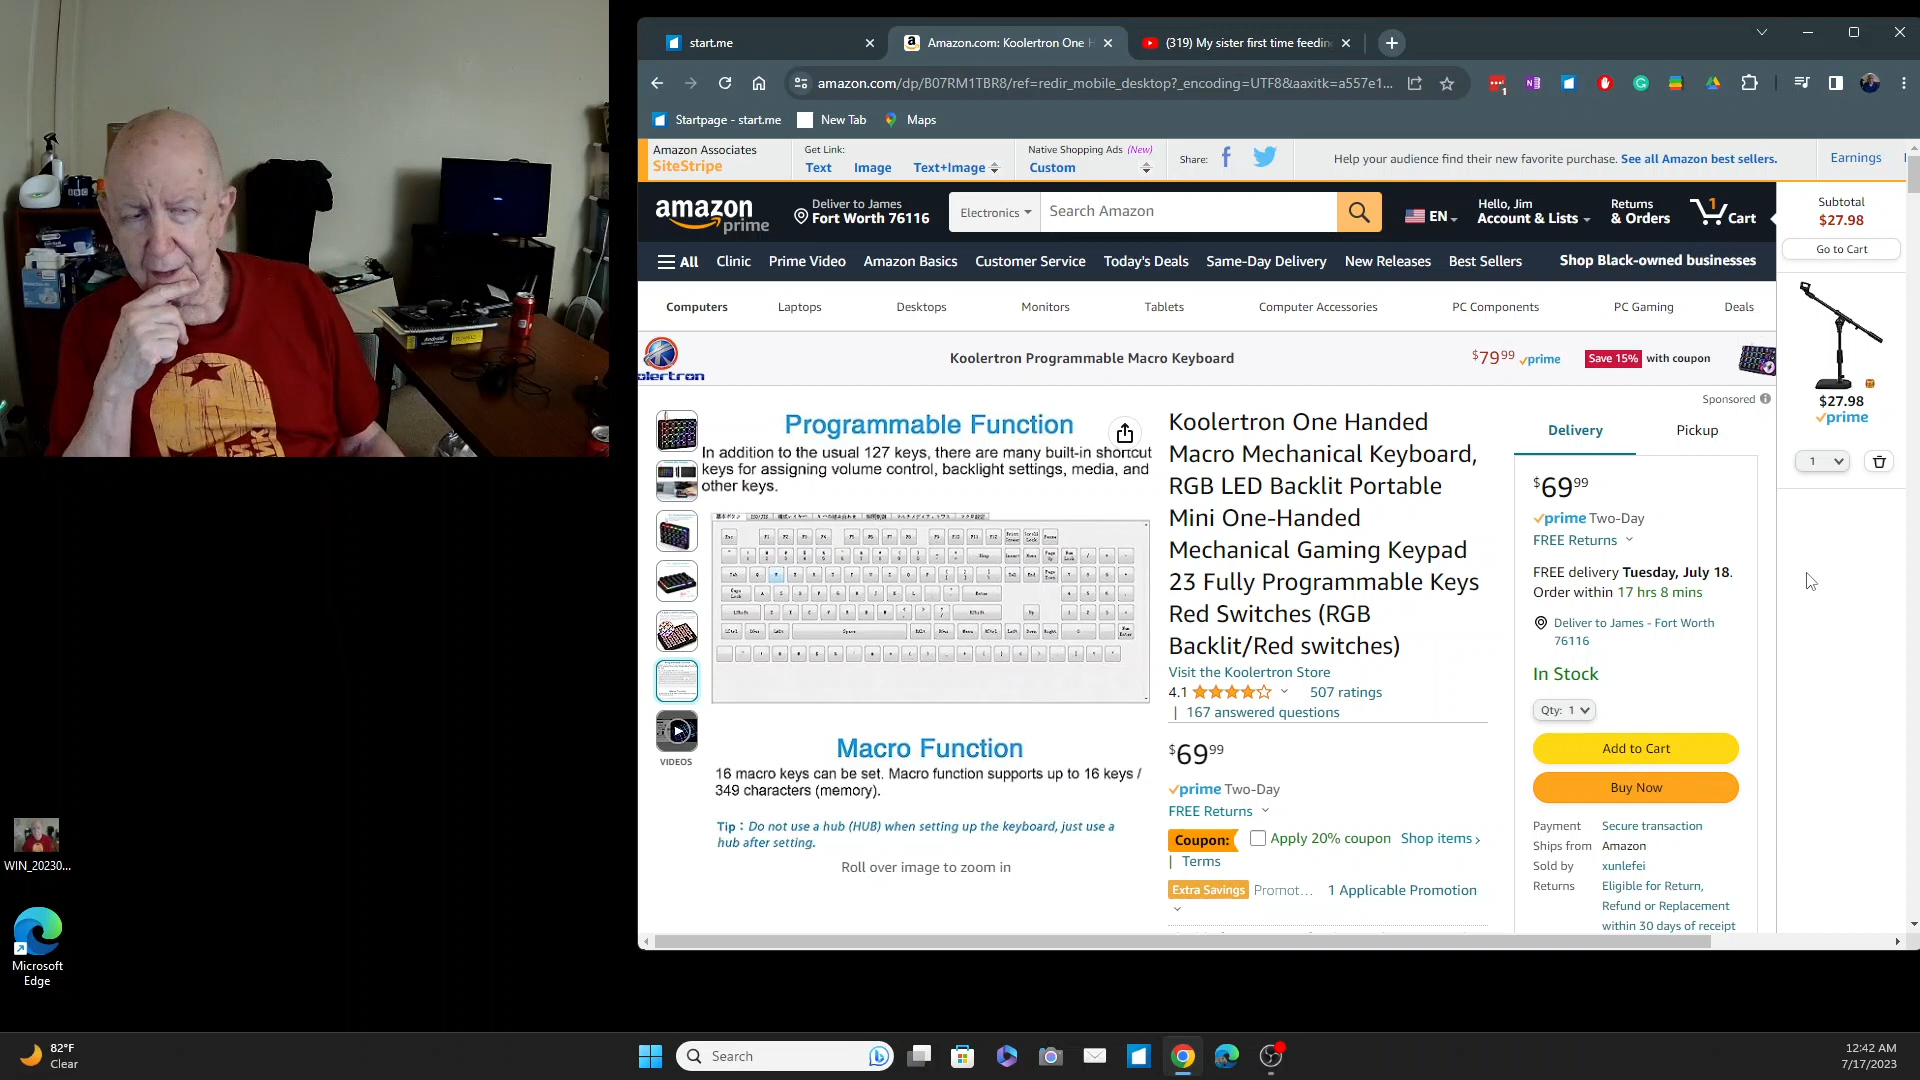 start.me
Amazon.com: Koolertron One H
(319) My sister first time feedin
amazon.com/dp/B07RM1TBR8/ref=redir_mobile_desktop?_encoding=UTF8&aaxitk=a557e1...
1
Startpage - start.me
New Tab
Maps
Amazon Associates
SiteStripe
Get Link:
Text
Image
Text+Image
Native Shopping Ads (New)
Custom
Share:
Help your audience find their new favorite purchase. See all Amazon best sellers.
Earnings
amazon
prime
Deliver to James
Fort Worth 76116
Electronics
Search Amazon
EN
Hello, Jim
Account & Lists
Returns
& Orders
1
Cart
Subtotal
$27.98
Go to Cart
All
Clinic
Prime Video
Amazon Basics
Customer Service
Today's Deals
Same-Day Delivery
New Releases
Best Sellers
Shop Black-owned businesses
Computers
Laptops
Desktops
Monitors
Tablets
Computer Accessories
PC Components
PC Gaming
Deals
olertron
Koolertron Programmable Macro Keyboard
$79.99 prime
Save 15% with coupon
Sponsored
$27.98
prime
1
Programmable Function
In addition to the usual 127 keys, there are many built-in shortcut
keys for assigning volume control, backlight settings, media, and
other keys.
Macro Function
16 macro keys can be set. Macro function supports up to 16 keys /
349 characters (memory).
Tip : Do not use a hub (HUB) when setting up the keyboard, just use a
hub after setting.
Roll over image to zoom in
VIDEOS
Koolertron One Handed
Macro Mechanical Keyboard,
RGB LED Backlit Portable
Mini One-Handed
Mechanical Gaming Keypad
23 Fully Programmable Keys
Red Switches (RGB
Backlit/Red switches)
Visit the Koolertron Store
4.1
507 ratings
| 167 answered questions
$69.99
prime Two-Day
FREE Returns
Coupon:
Apply 20% coupon
Shop items ›
| Terms
Extra Savings
Promot...
1 Applicable Promotion
Delivery
Pickup
$69.99
prime Two-Day
FREE Returns
FREE delivery Tuesday, July 18.
Order within 17 hrs 8 mins
Deliver to James - Fort Worth
76116
In Stock
Qty: 1
Add to Cart
Buy Now
Payment
Secure transaction
Ships from
Amazon
Sold by
xunlefei
Returns
Eligible for Return,
Refund or Replacement
within 30 days of receipt
WIN_20230...
Microsoft
Edge
82°F
Clear
Search
12:42 AM
7/17/2023